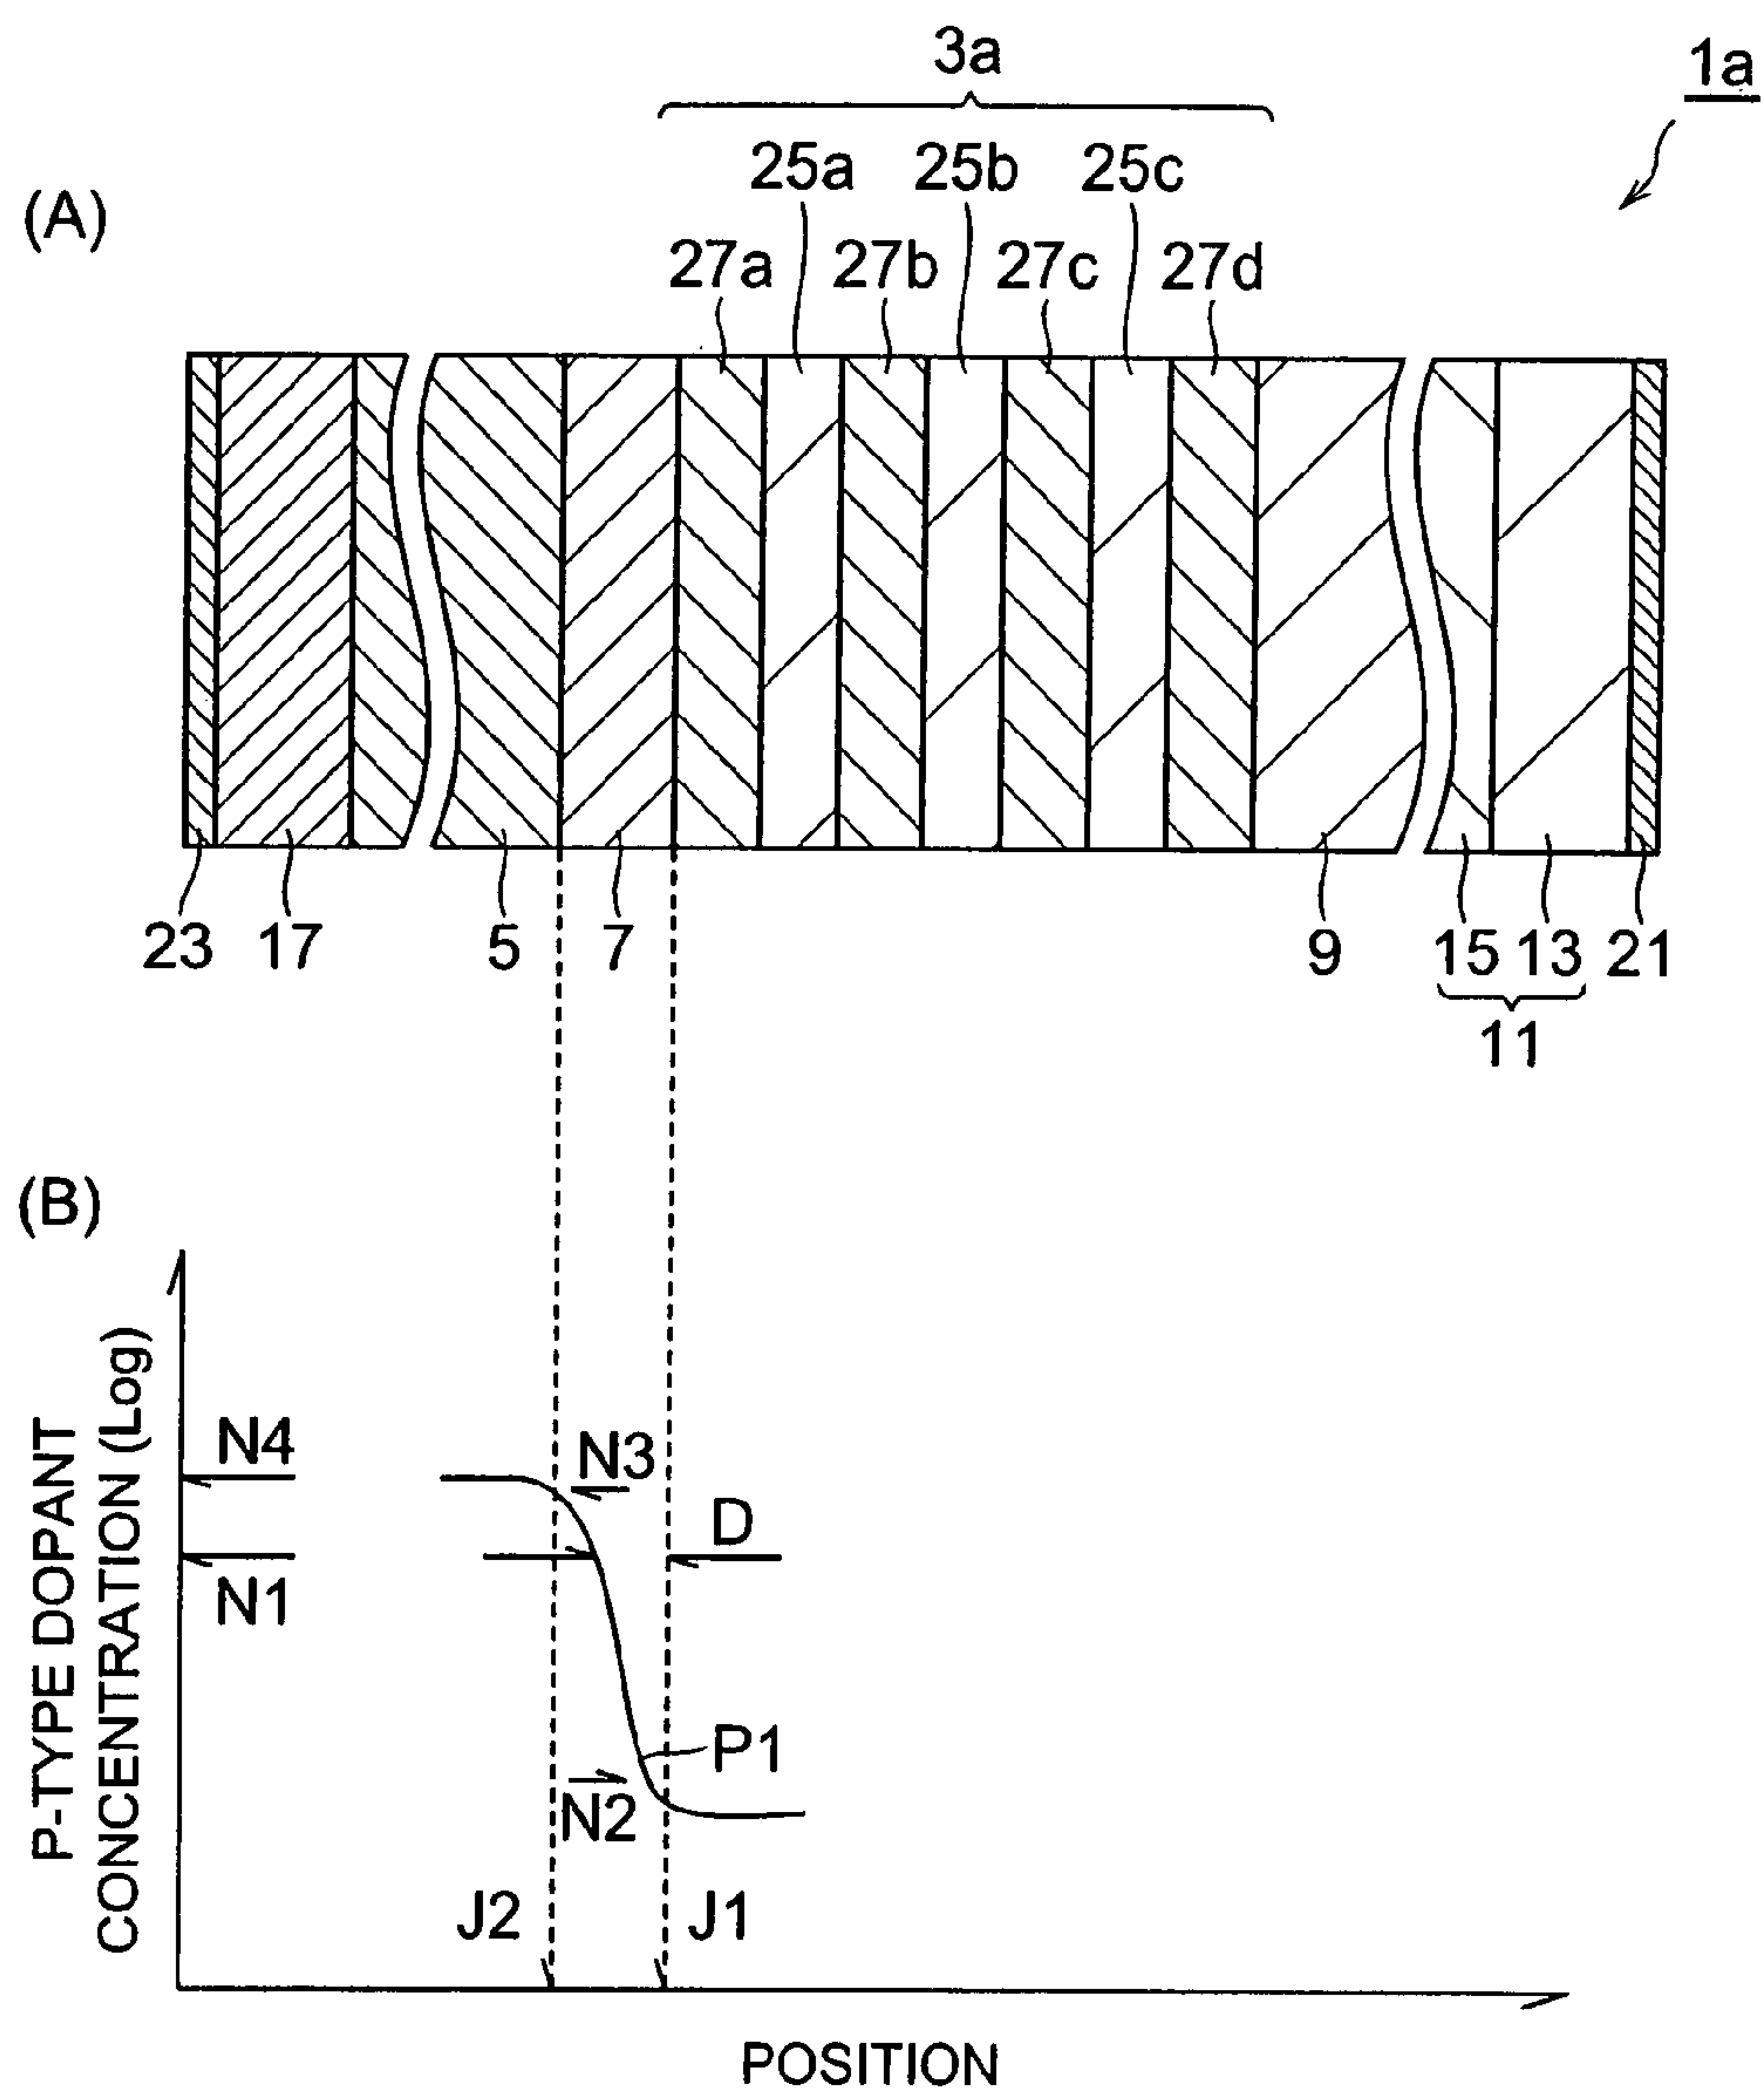 3a
1a
25a 25b 25c
(A)
27a 27b 27c 27d
23 17 5 7 9 15 13 21
11
(B)
P-TYPE DOPANT
CONCENTRATION (Log)
N4
N3
D
N1
P1
N2
J2 J1
POSITION